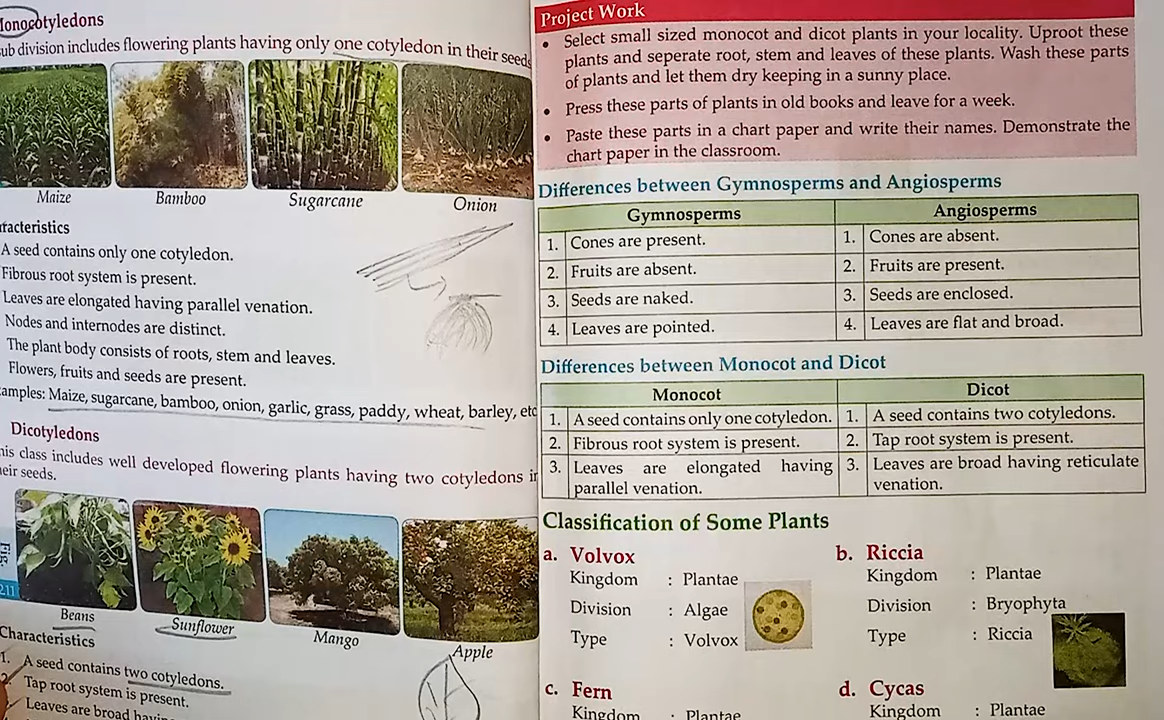 Monocotyledons
ub division includes flowering plants having only one cotyledon in their seeds
Maize Bamboo Sugarcane Onion
racteristics
A seed contains only one cotyledon.
Fibrous root system is present.
Leaves are elongated having parallel venation.
Nodes and internodes are distinct.
The plant body consists of roots, stem and leaves.
Flowers, fruits and seeds are present.
amples: Maize, sugarcane, bamboo, onion, garlic, grass, paddy, wheat, barley, etc
Dicotyledons
his class includes well developed flowering plants having two cotyledons in
eir seeds.
211
Beans Sunflower Mango Apple
Characteristics
1. A seed contains two cotyledons.
2. Tap root system is present.
Leaves are broad
Project Work
• Select small sized monocot and dicot plants in your locality. Uproot these
plants and seperate root, stem and leaves of these plants. Wash these parts
of plants and let them dry keeping in a sunny place.
• Press these parts of plants in old books and leave for a week.
• Paste these parts in a chart paper and write their names. Demonstrate the
chart paper in the classroom.
Differences between Gymnosperms and Angiosperms
Gymnosperms Angiosperms
1. Cones are present. 1. Cones are absent.
2. Fruits are absent. 2. Fruits are present.
3. Seeds are naked. 3. Seeds are enclosed.
4. Leaves are pointed. 4. Leaves are flat and broad.
Differences between Monocot and Dicot
Monocot Dicot
1. A seed contains only one cotyledon. 1. A seed contains two cotyledons.
2. Fibrous root system is present. 2. Tap root system is present.
3. Leaves are elongated having 3. Leaves are broad having reticulate
parallel venation. venation.
Classification of Some Plants
a. Volvox b. Riccia
Kingdom : Plantae Kingdom : Plantae
Division : Algae Division : Bryophyta
Type : Volvox Type : Riccia
c. Fern d. Cycas
Kingdom : Plantae Kingdom : Plantae